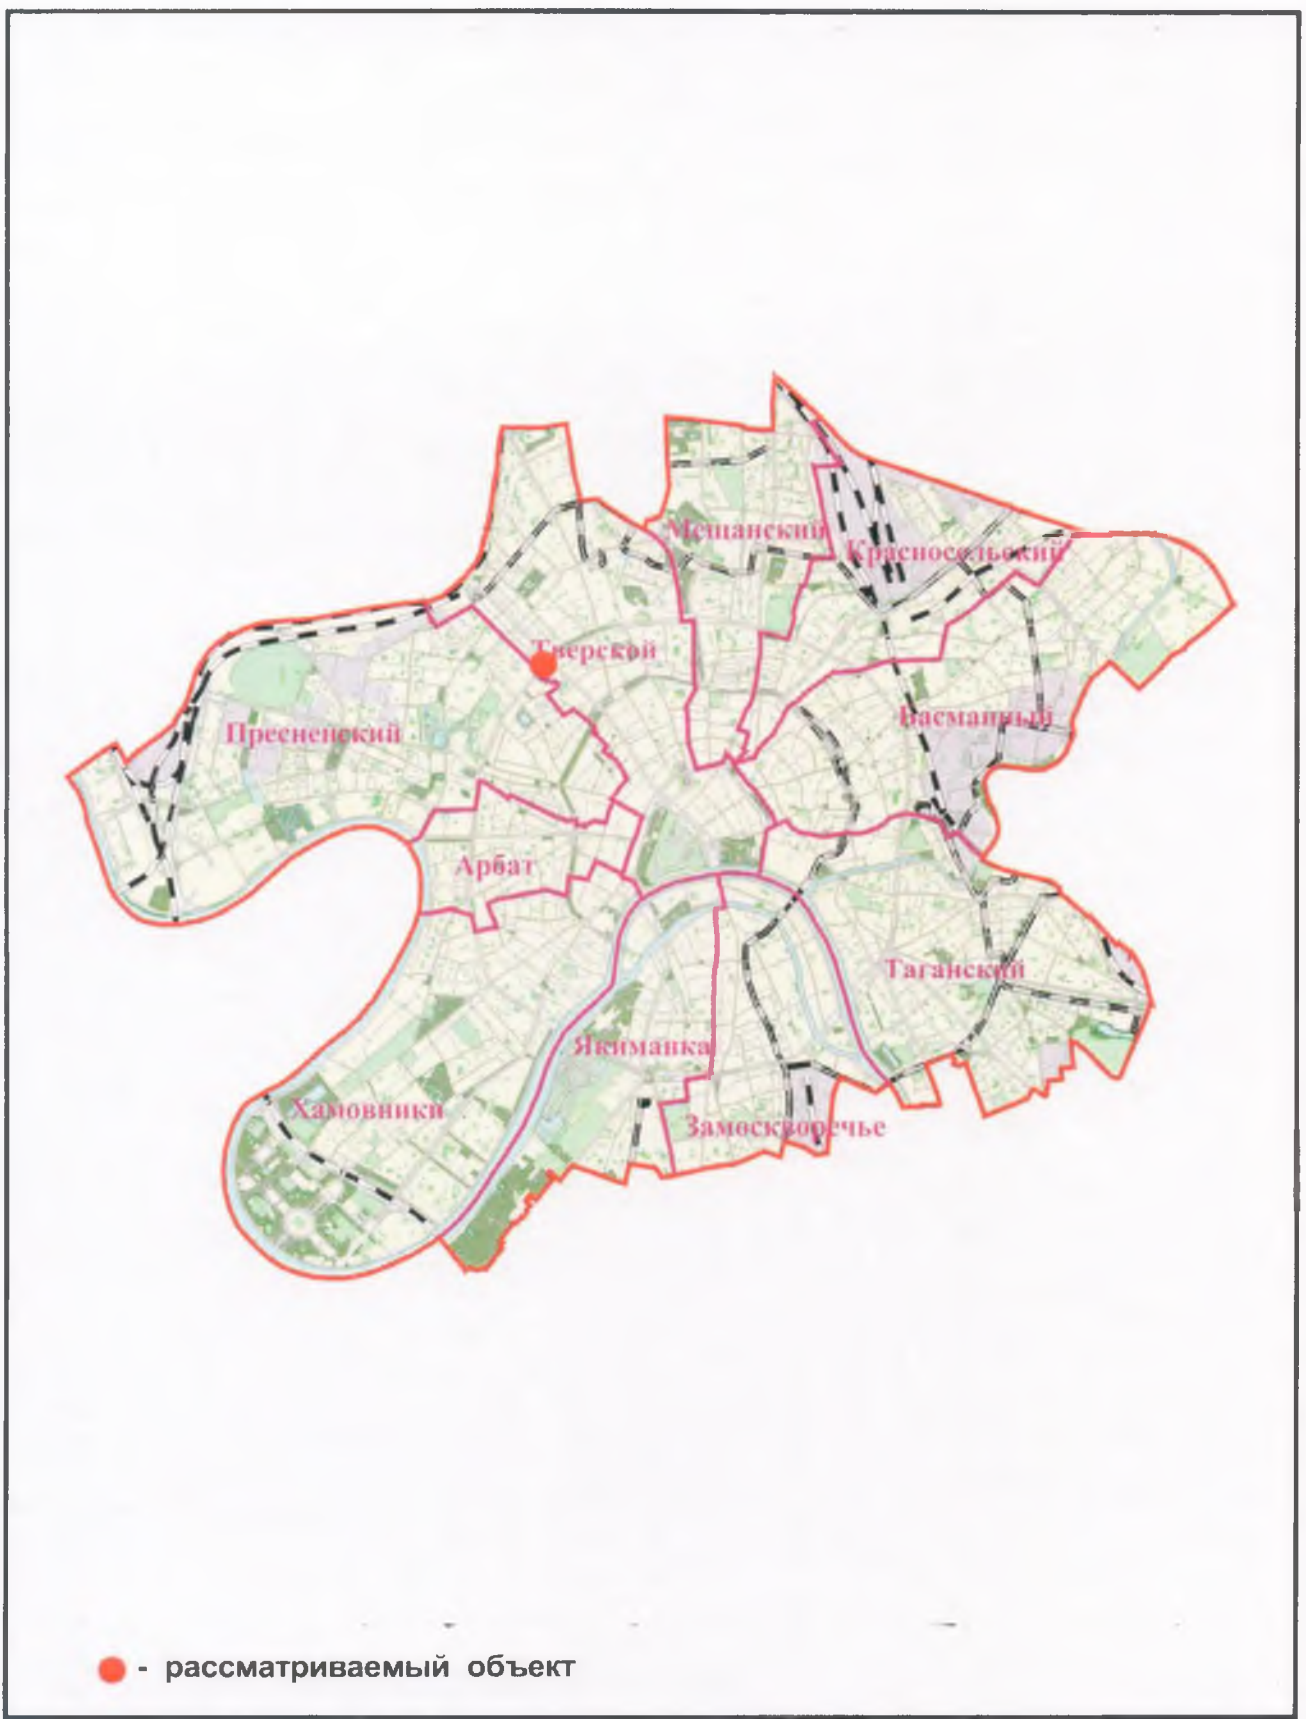 Мещанский
Красносельский
Тверской
Басманный
Пресненский
Арбат
Таганский
Якиманка
Хамовники
Замоскворечье
- рассматриваемый объект